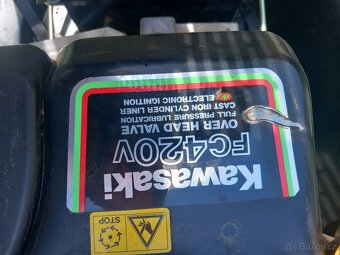 Kawasaki
FC420V
OVER HEAD VALVE
FULL PRESSURE LUBRICATION
CAST IRON CYLINDER LINER
ELECTRONIC IGNITION
STOP